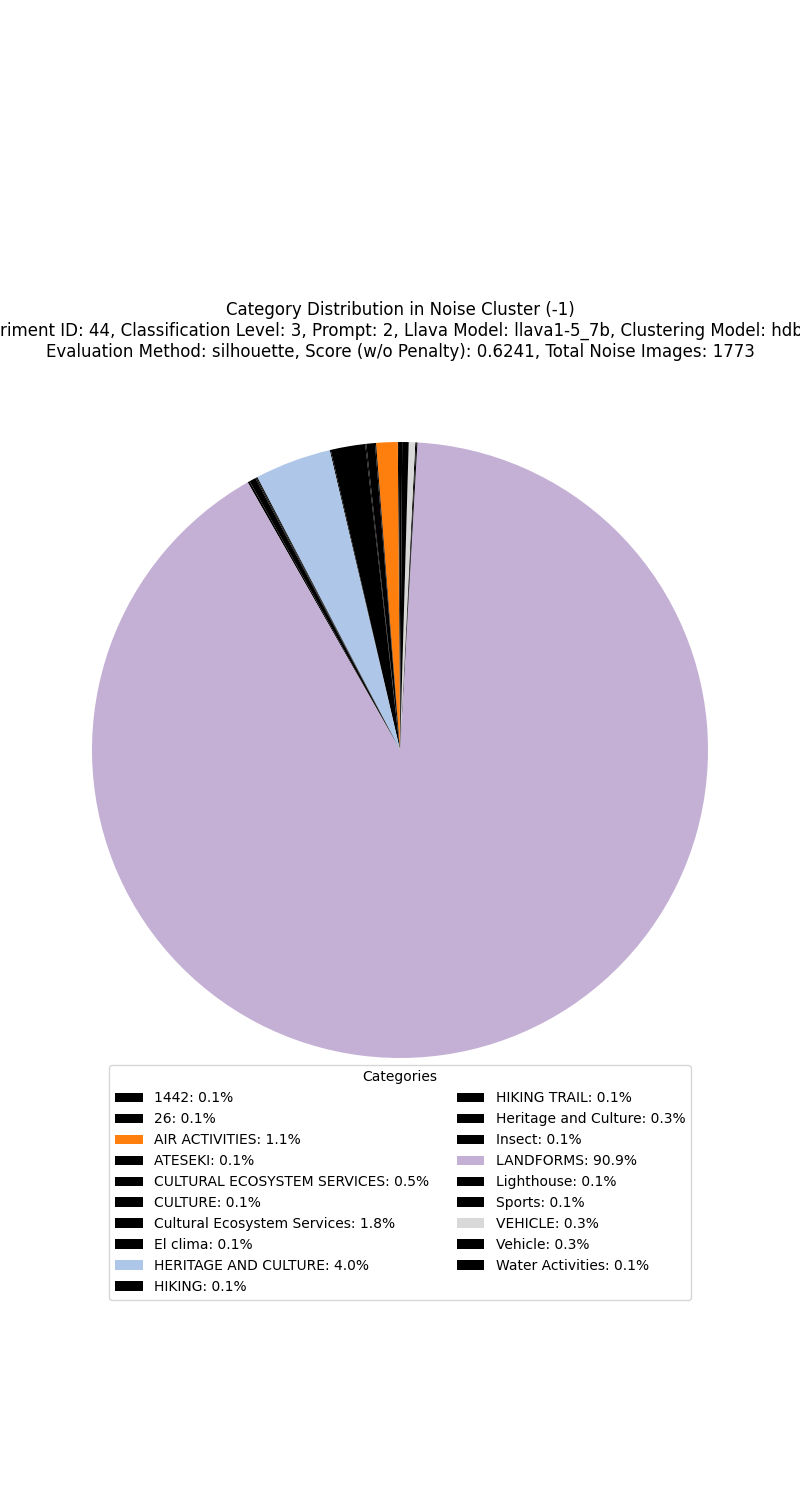 Category Distribution in Noise Cluster (-1)
44, Classification Level: 3, Prompt: 2, Llava Model: llava1-5_7b, Clustering Model:
Evaluation Method: silhouette, Score (w/o Penalty): 0.6241, Total Noise Images: 1773
Categories
1442: 0.1%
26: 0.1%
AIR ACTIVITIES: 1.1%
ATESEKI: 0.1%
CULTURAL ECOSYSTEM SERVICES: 0.5%
CULTURE: 0.1%
Cultural Ecosystem Services: 1.8%
El clima: 0.1%
HERITAGE AND CULTURE: 4.0%
HIKING: 0.1%
HIKING TRAIL: 0.1%
Heritage and Culture: 0.3%
Insect: 0.1%
LANDFORMS: 90.9%
Lighthouse: 0.1%
Sports: 0.1%
VEHICLE: 0.3%
Vehicle: 0.3%
Water Activities: 0.1%